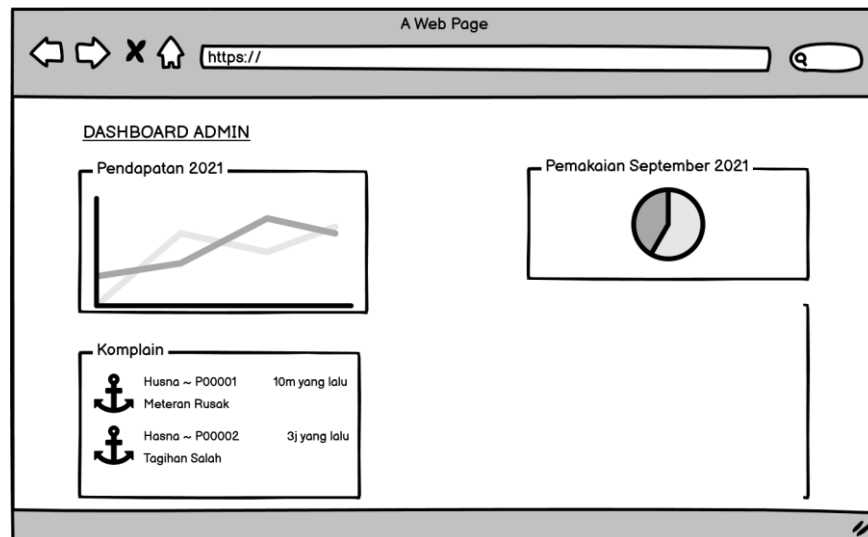 A Web Page
https://
DASHBOARD ADMIN
Pendapatan 2021
Pemakaian September 2021
Komplain
Husna ~ P00001 10m yang lalu
Meteran Rusak
Hasna ~ P00002 3j yang lalu
Tagihan Salah